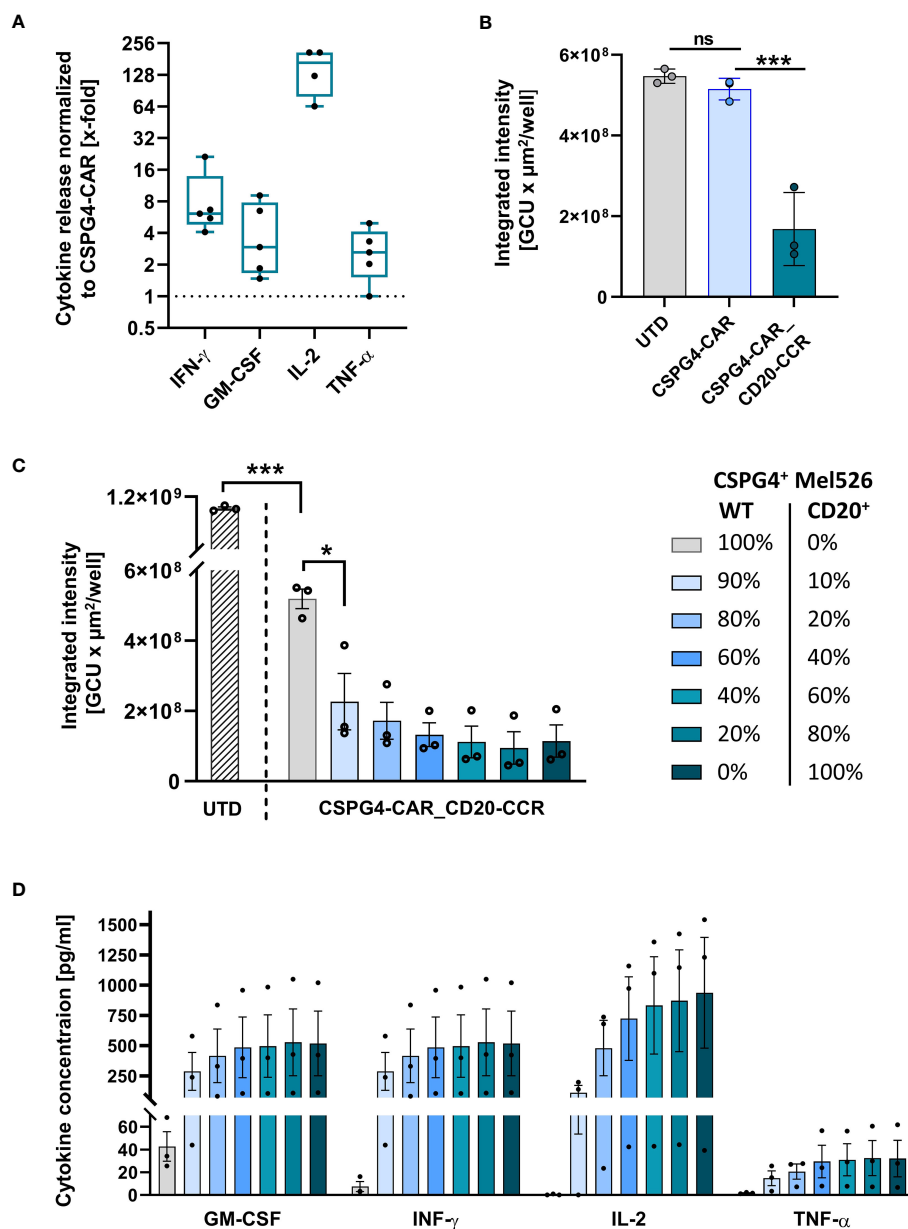 A
Cytokine release normalized
to CSPG4-CAR [x-fold]
256
128
64
32
16
8
4
2
1
0.5
IFN-γ
GM-CSF
IL-2
TNF-α
B
Integrated intensity
[GCU x µm²/well]
6×10⁸
4×10⁸
2×10⁸
0
ns
***
UTD
CSPG4-CAR
CSPG4-CAR_
CD20-CCR
C
Integrated intensity
[GCU x µm²/well]
1.2×10⁹
6×10⁸
4×10⁸
2×10⁸
0
***
*
UTD
CSPG4-CAR_CD20-CCR
CSPG4⁺ Mel526
WT CD20⁺
100% 0%
90% 10%
80% 20%
60% 40%
40% 60%
20% 80%
0% 100%
D
Cytokine concentraion [pg/ml]
1500
1250
1000
750
500
250
60
40
20
0
GM-CSF
INF-γ
IL-2
TNF-α